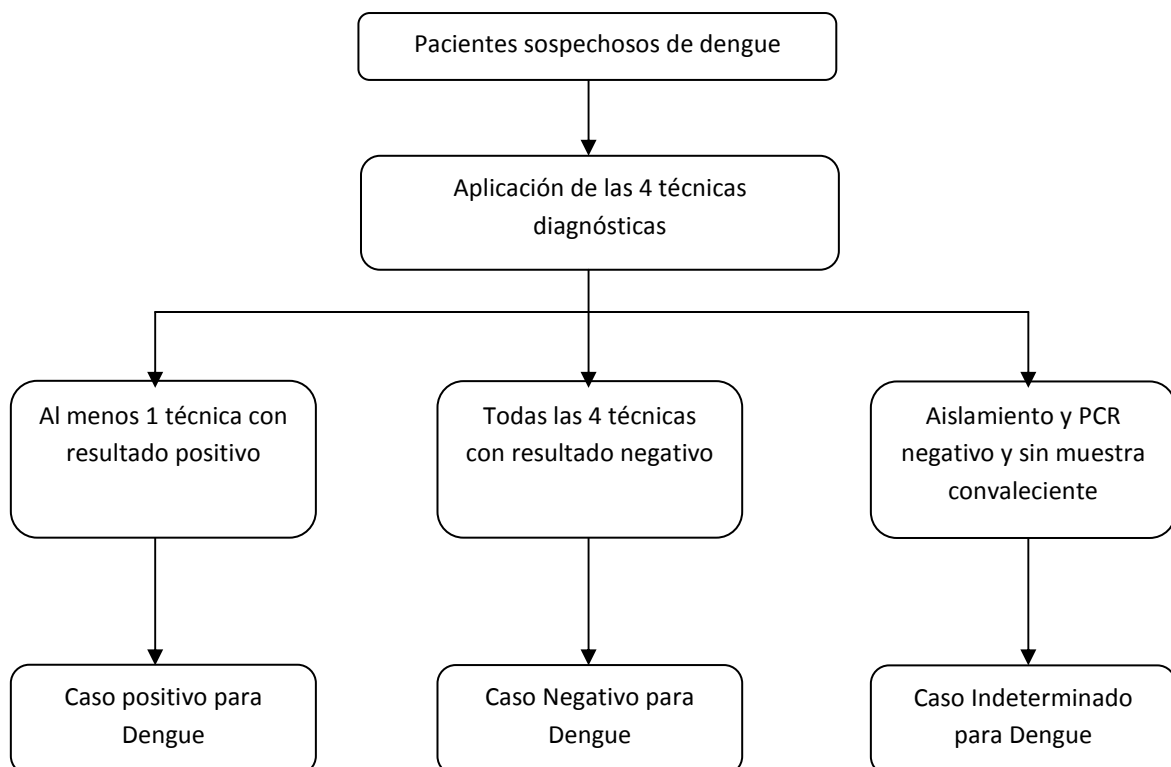 Pacientes sospechosos de dengue
Aplicación de las 4 técnicas
diagnósticas
Al menos 1 técnica con
resultado positivo
Todas las 4 técnicas
con resultado negativo
Aislamiento y PCR
negativo y sin muestra
convaleciente
Caso positivo para
Dengue
Caso Negativo para
Dengue
Caso Indeterminado
para Dengue